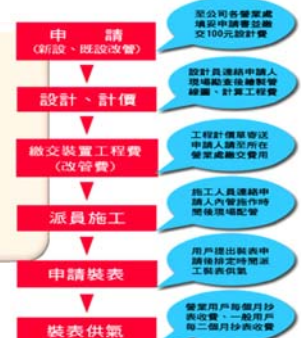 申　請
(新設、既設改管)
至公司各營業處
填妥申請書並繳
交100元設計費
設計、計價
設計員連絡申請人
現場勘查後繪製管
線圖、計算工程費
繳交裝置工程費
(改管費)
工程計價單寄送
申請人請至所在
營業處繳交費用
派員施工
施工人員連絡申
請人內管施作時
間後現場配管
申請裝表
用戶提出裝表申
請後排定時間派
工裝表供氣
裝表供氣
營業用戶每個月抄
表收費、一般用戶
每二個月抄表收費